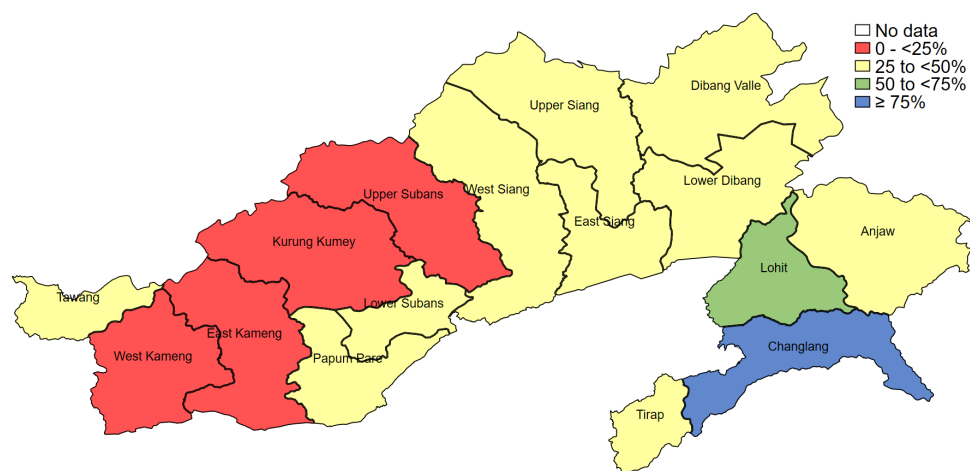 No data
0 - <25%
25 to <50%
50 to <75%
≥ 75%
Upper Siang
Dibang Valle
Upper Subans
West Siang
Lower Dibang
East Siang
Kurung Kumey
Anjaw
Lohit
Tawang
Lower Subans
East Kameng
West Kameng
Papum Pare
Changlang
Tirap